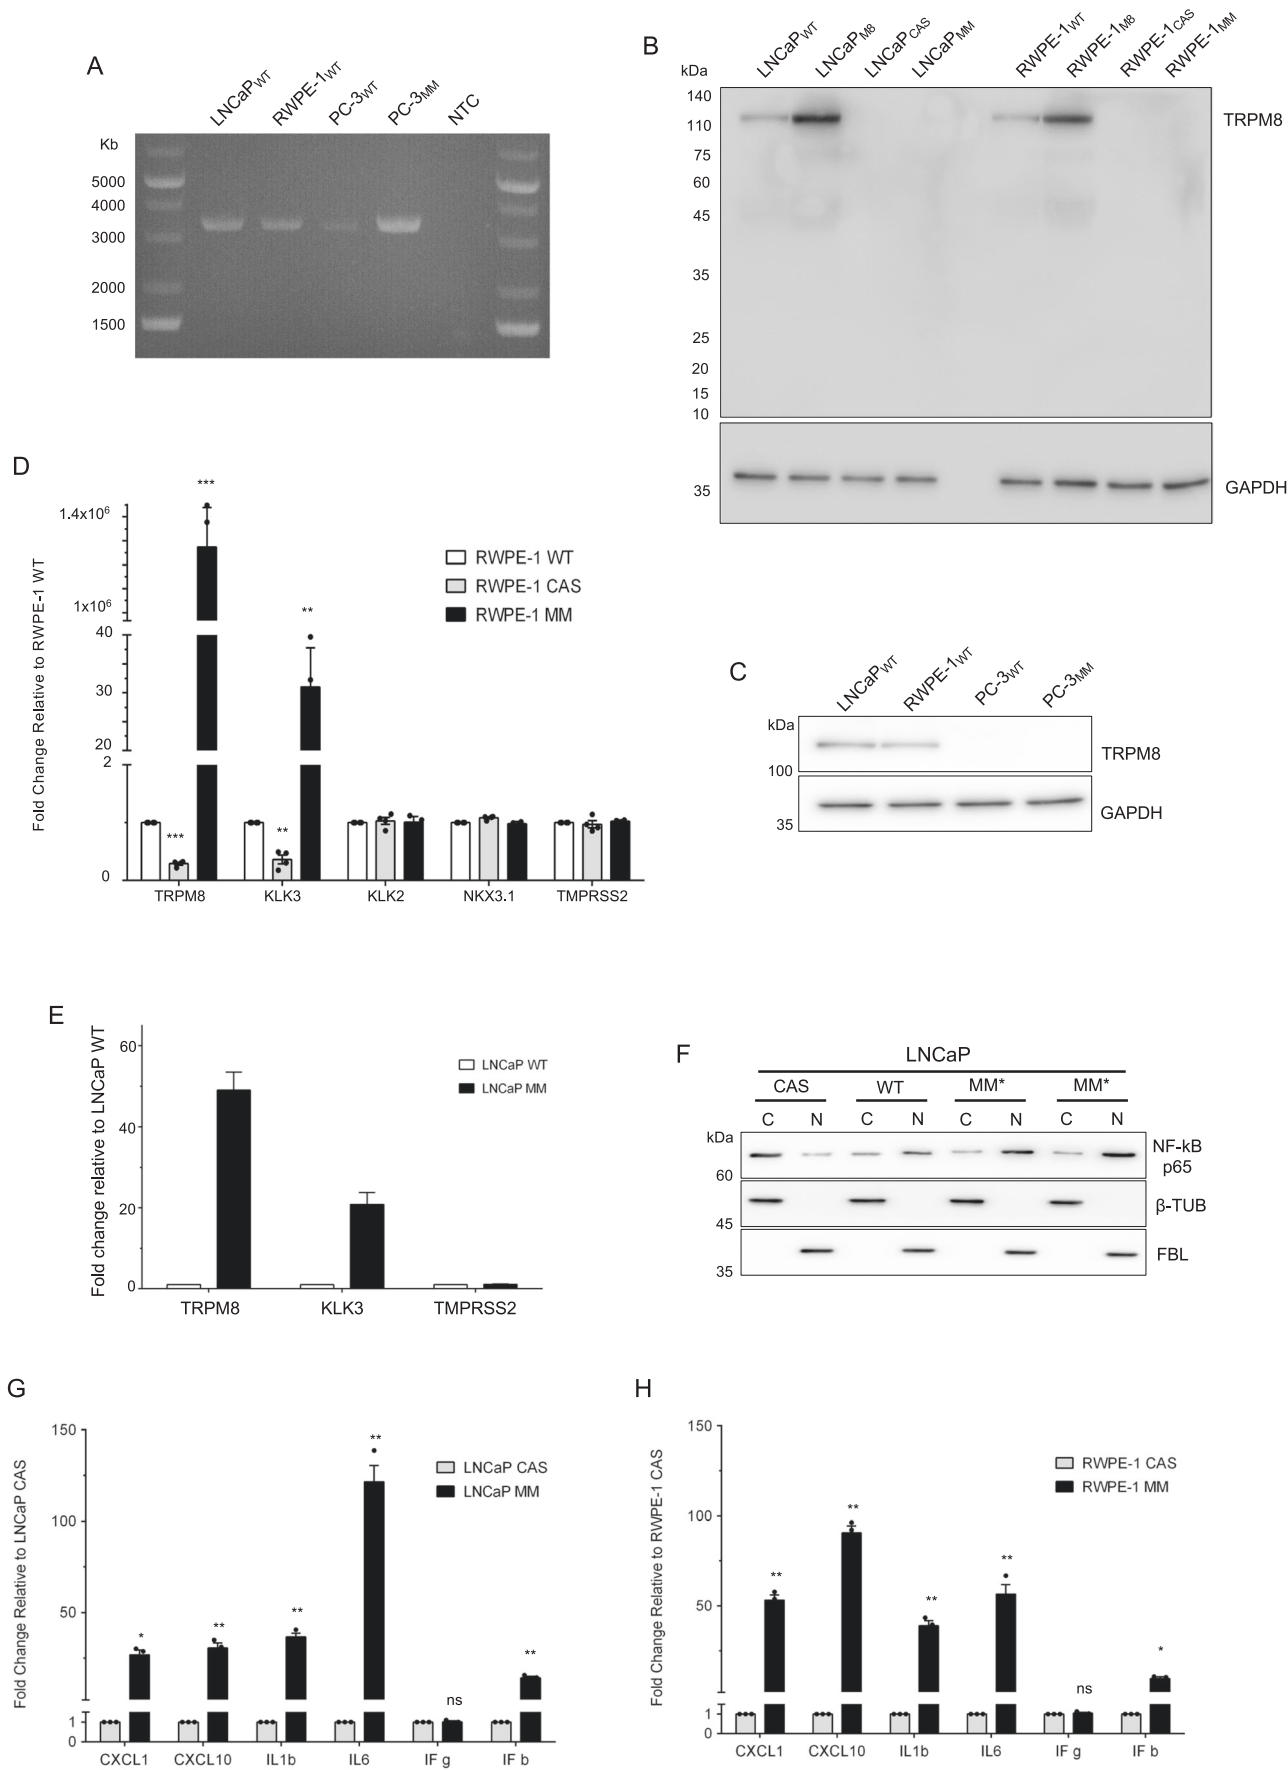 A
LNCaPWT
RWPE-1WT
PC-3WT
PC-3MM
NTC
Kb
5000
4000
3000
2000
1500
B
LNCaPWT
LNCaPM8
LNCaPCAS
LNCaPMM
RWPE-1WT
RWPE-1M8
RWPE-1CAS
RWPE-1MM
kDa
140
110
75
60
45
35
25
20
15
10
TRPM8
35
GAPDH
C
LNCaPWT
RWPE-1WT
PC-3WT
PC-3MM
kDa
100
TRPM8
35
GAPDH
D
Fold Change Relative to RWPE-1 WT
1.4x10⁶
1x10⁶
40
30
20
2
0
***
***
**
**
RWPE-1 WT
RWPE-1 CAS
RWPE-1 MM
TRPM8 KLK3 KLK2 NKX3.1 TMPRSS2
E
Fold change relative to LNCaP WT
60
40
20
0
LNCaP WT
LNCaP MM
TRPM8 KLK3 TMPRSS2
F
LNCaP
CAS WT MM* MM*
C N C N C N C N
kDa
60
NF-kB
p65
45
β-TUB
35
FBL
G
Fold Change Relative to LNCaP CAS
150
100
50
1
0
* ** ** ** ns **
LNCaP CAS
LNCaP MM
CXCL1 CXCL10 IL1b IL6 IF g IF b
H
Fold Change Relative to RWPE-1 CAS
150
100
50
1
0
** ** ** ** ns *
RWPE-1 CAS
RWPE-1 MM
CXCL1 CXCL10 IL1b IL6 IF g IF b